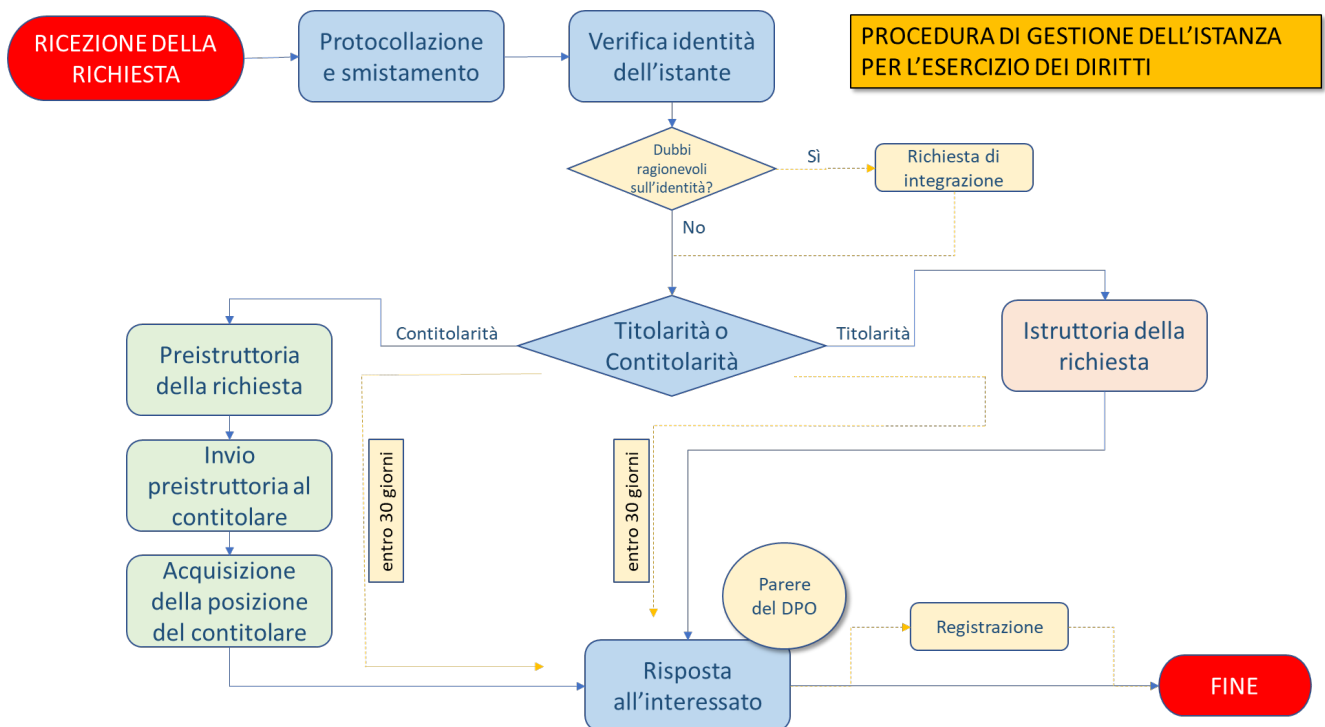 RICEZIONE DELLA
RICHIESTA
Protocollazione
e smistamento
Verifica identità
dell'istante
PROCEDURA DI GESTIONE DELL'ISTANZA
PER L'ESERCIZIO DEI DIRITTI
Dubbi
ragionevoli
sull'identità?
Sì
Richiesta di
integrazione
No
Contitolarità
Titolarità o
Contitolarità
Titolarità
Istruttoria della
richiesta
Preistruttoria
della richiesta
Invio
preistruttoria al
contitolare
entro 30 giorni
entro 30 giorni
Acquisizione
della posizione
del contitolare
Parere
del DPO
Registrazione
Risposta
all'interessato
FINE